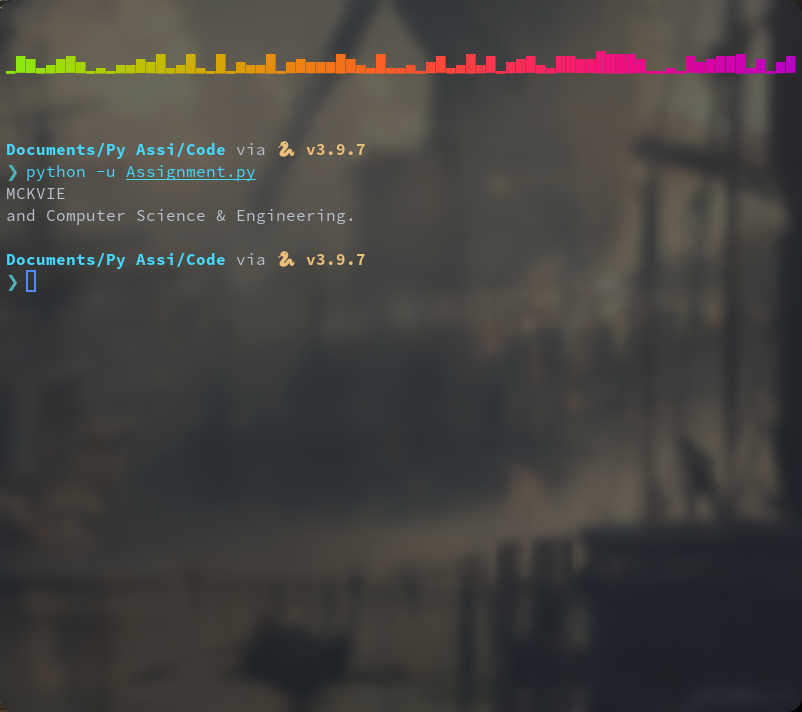 Documents/Py Assi/Code via 🐍 v3.9.7
❯ python -u Assignment.py
MCKVIE
and Computer Science & Engineering.
Documents/Py Assi/Code via 🐍 v3.9.7
❯